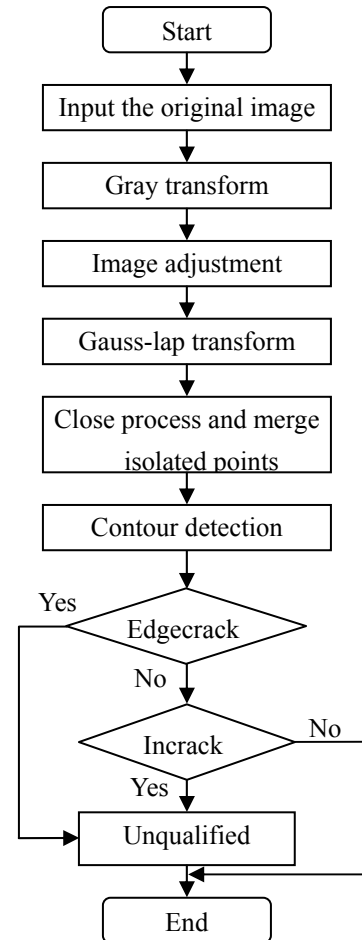 Start
Input the original image
Gray transform
Image adjustment
Gauss-lap transform
Close process and merge
isolated points
Contour detection
Yes
Edgecrack
No
Incrack
No
Yes
Unqualified
End